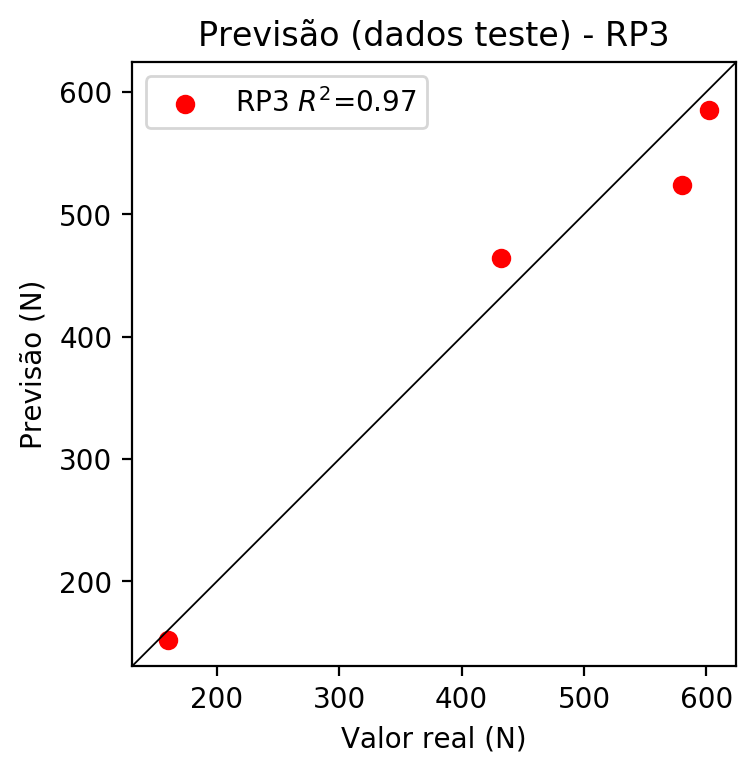 Previsão (dados teste) - RP3
RP3 R²=0.97
Previsão (N)
600
500
400
300
200
200 300 400 500 600
Valor real (N)